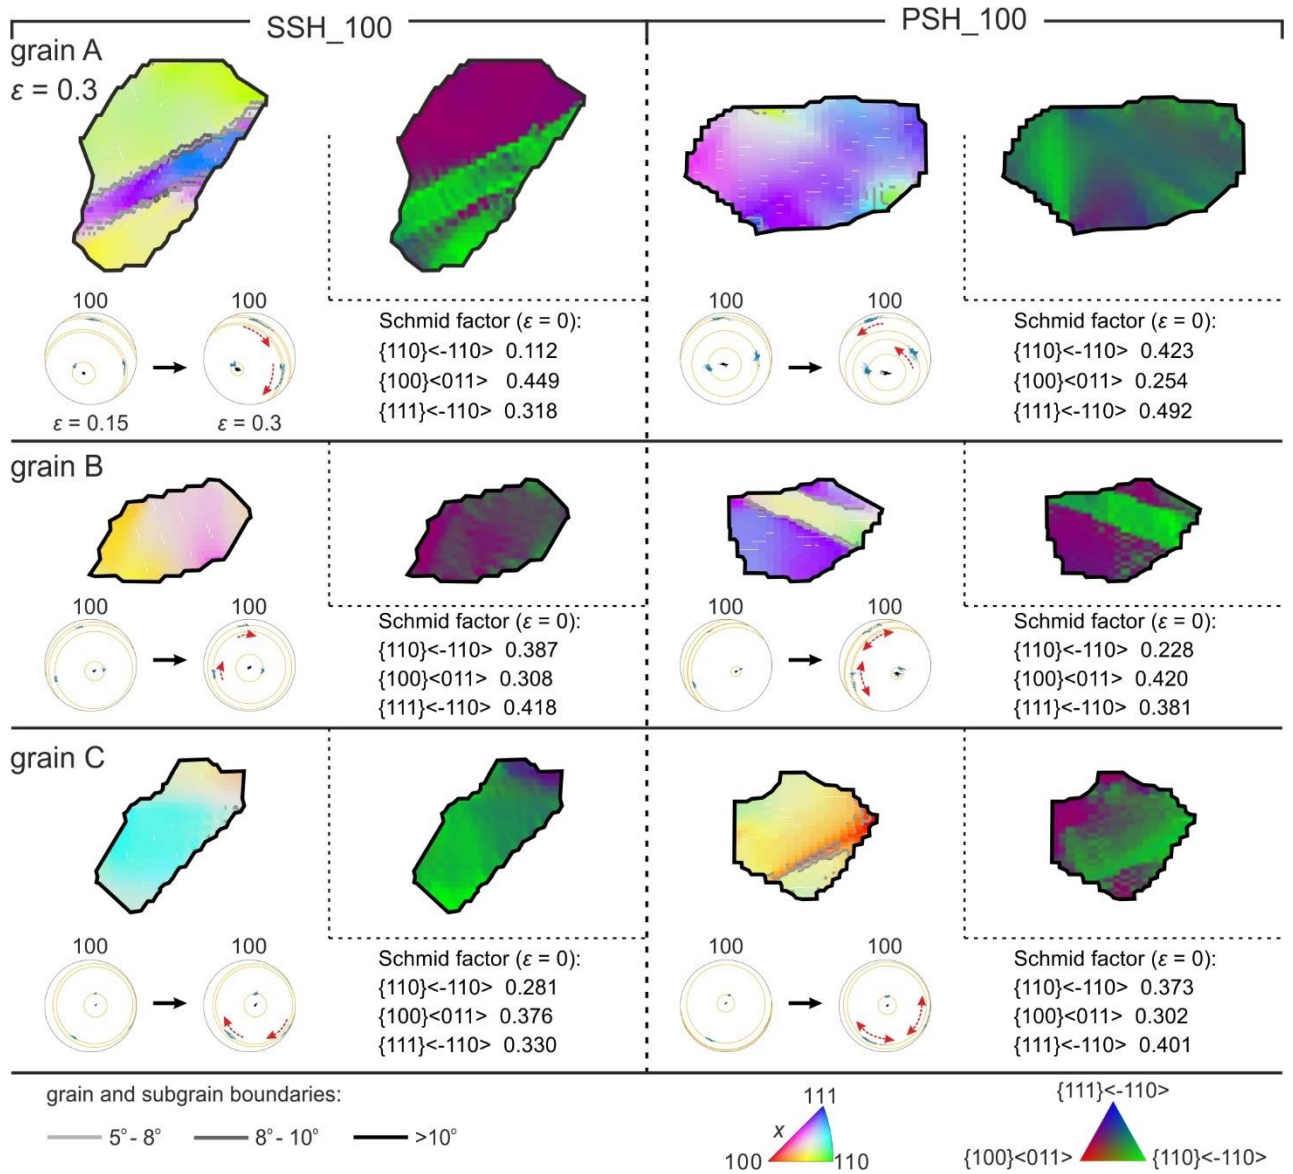 SSH_100
PSH_100
grain A
ε = 0.3
100
100
ε = 0.15
ε = 0.3
Schmid factor (ε = 0):
{110}<-110> 0.112
{100}<011> 0.449
{111}<-110> 0.318
100
100
Schmid factor (ε = 0):
{110}<-110> 0.423
{100}<011> 0.254
{111}<-110> 0.492
grain B
100
100
Schmid factor (ε = 0):
{110}<-110> 0.387
{100}<011> 0.308
{111}<-110> 0.418
100
100
Schmid factor (ε = 0):
{110}<-110> 0.228
{100}<011> 0.420
{111}<-110> 0.381
grain C
100
100
Schmid factor (ε = 0):
{110}<-110> 0.281
{100}<011> 0.376
{111}<-110> 0.330
100
100
Schmid factor (ε = 0):
{110}<-110> 0.373
{100}<011> 0.302
{111}<-110> 0.401
grain and subgrain boundaries:
5°- 8°
8°- 10°
>10°
111
x
100
110
{111}<-110>
{100}<011>
{110}<-110>